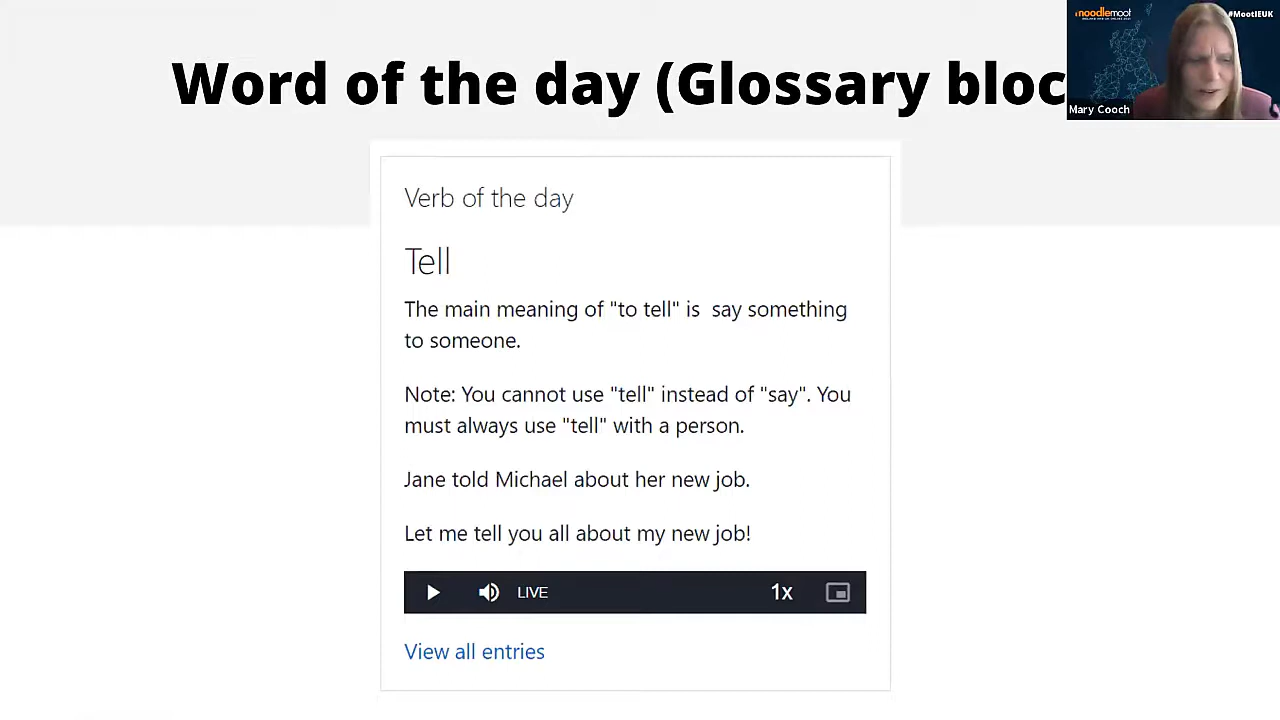 Word of the day (Glossary bloc
moodlemoot
#MootIEUK
Mary Cooch
Verb of the day
Tell
The main meaning of "to tell" is  say something
to someone.
Note: You cannot use "tell" instead of "say". You
must always use "tell" with a person.
Jane told Michael about her new job.
Let me tell you all about my new job!
LIVE
1x
View all entries